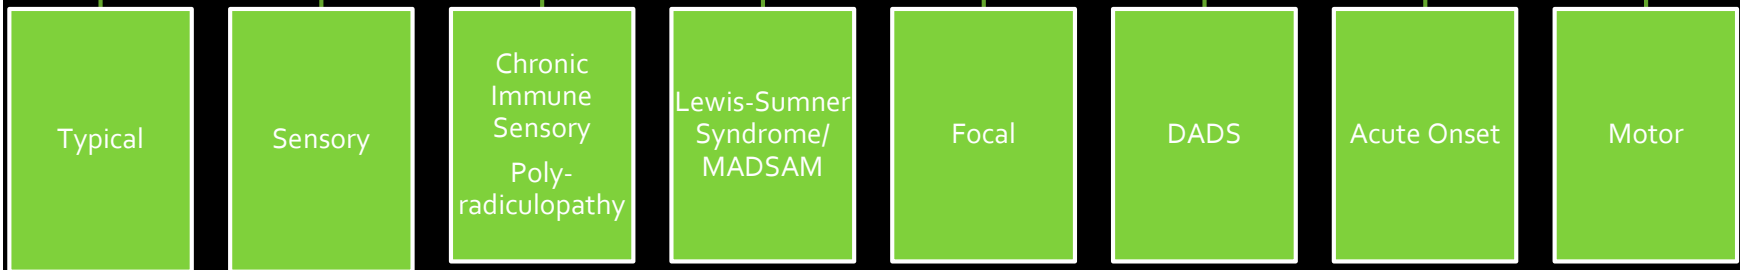 Typical
Sensory
Chronic
Immune
Sensory
Poly-
radiculopathy
Lewis-Sumner
Syndrome/
MADSAM
Focal
DADS
Acute Onset
Motor